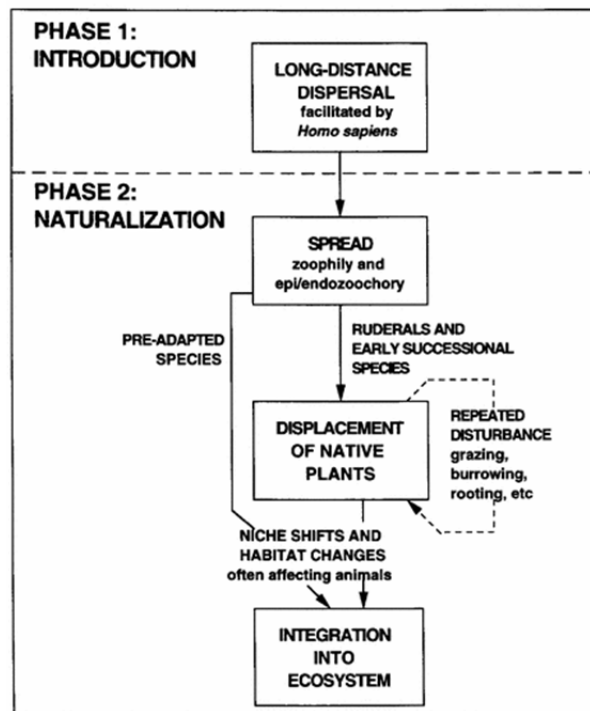 PHASE 1:
INTRODUCTION
LONG-DISTANCE
DISPERSAL
facilitated by
Homo sapiens
PHASE 2:
NATURALIZATION
SPREAD
zoophily and
epi/endozoochory
PRE-ADAPTED
SPECIES
RUDERALS AND
EARLY SUCCESSIONAL
SPECIES
DISPLACEMENT
OF NATIVE
PLANTS
REPEATED
DISTURBANCE
grazing,
burrowing,
rooting, etc
NICHE SHIFTS AND
HABITAT CHANGES
often affecting animals
INTEGRATION
INTO
ECOSYSTEM